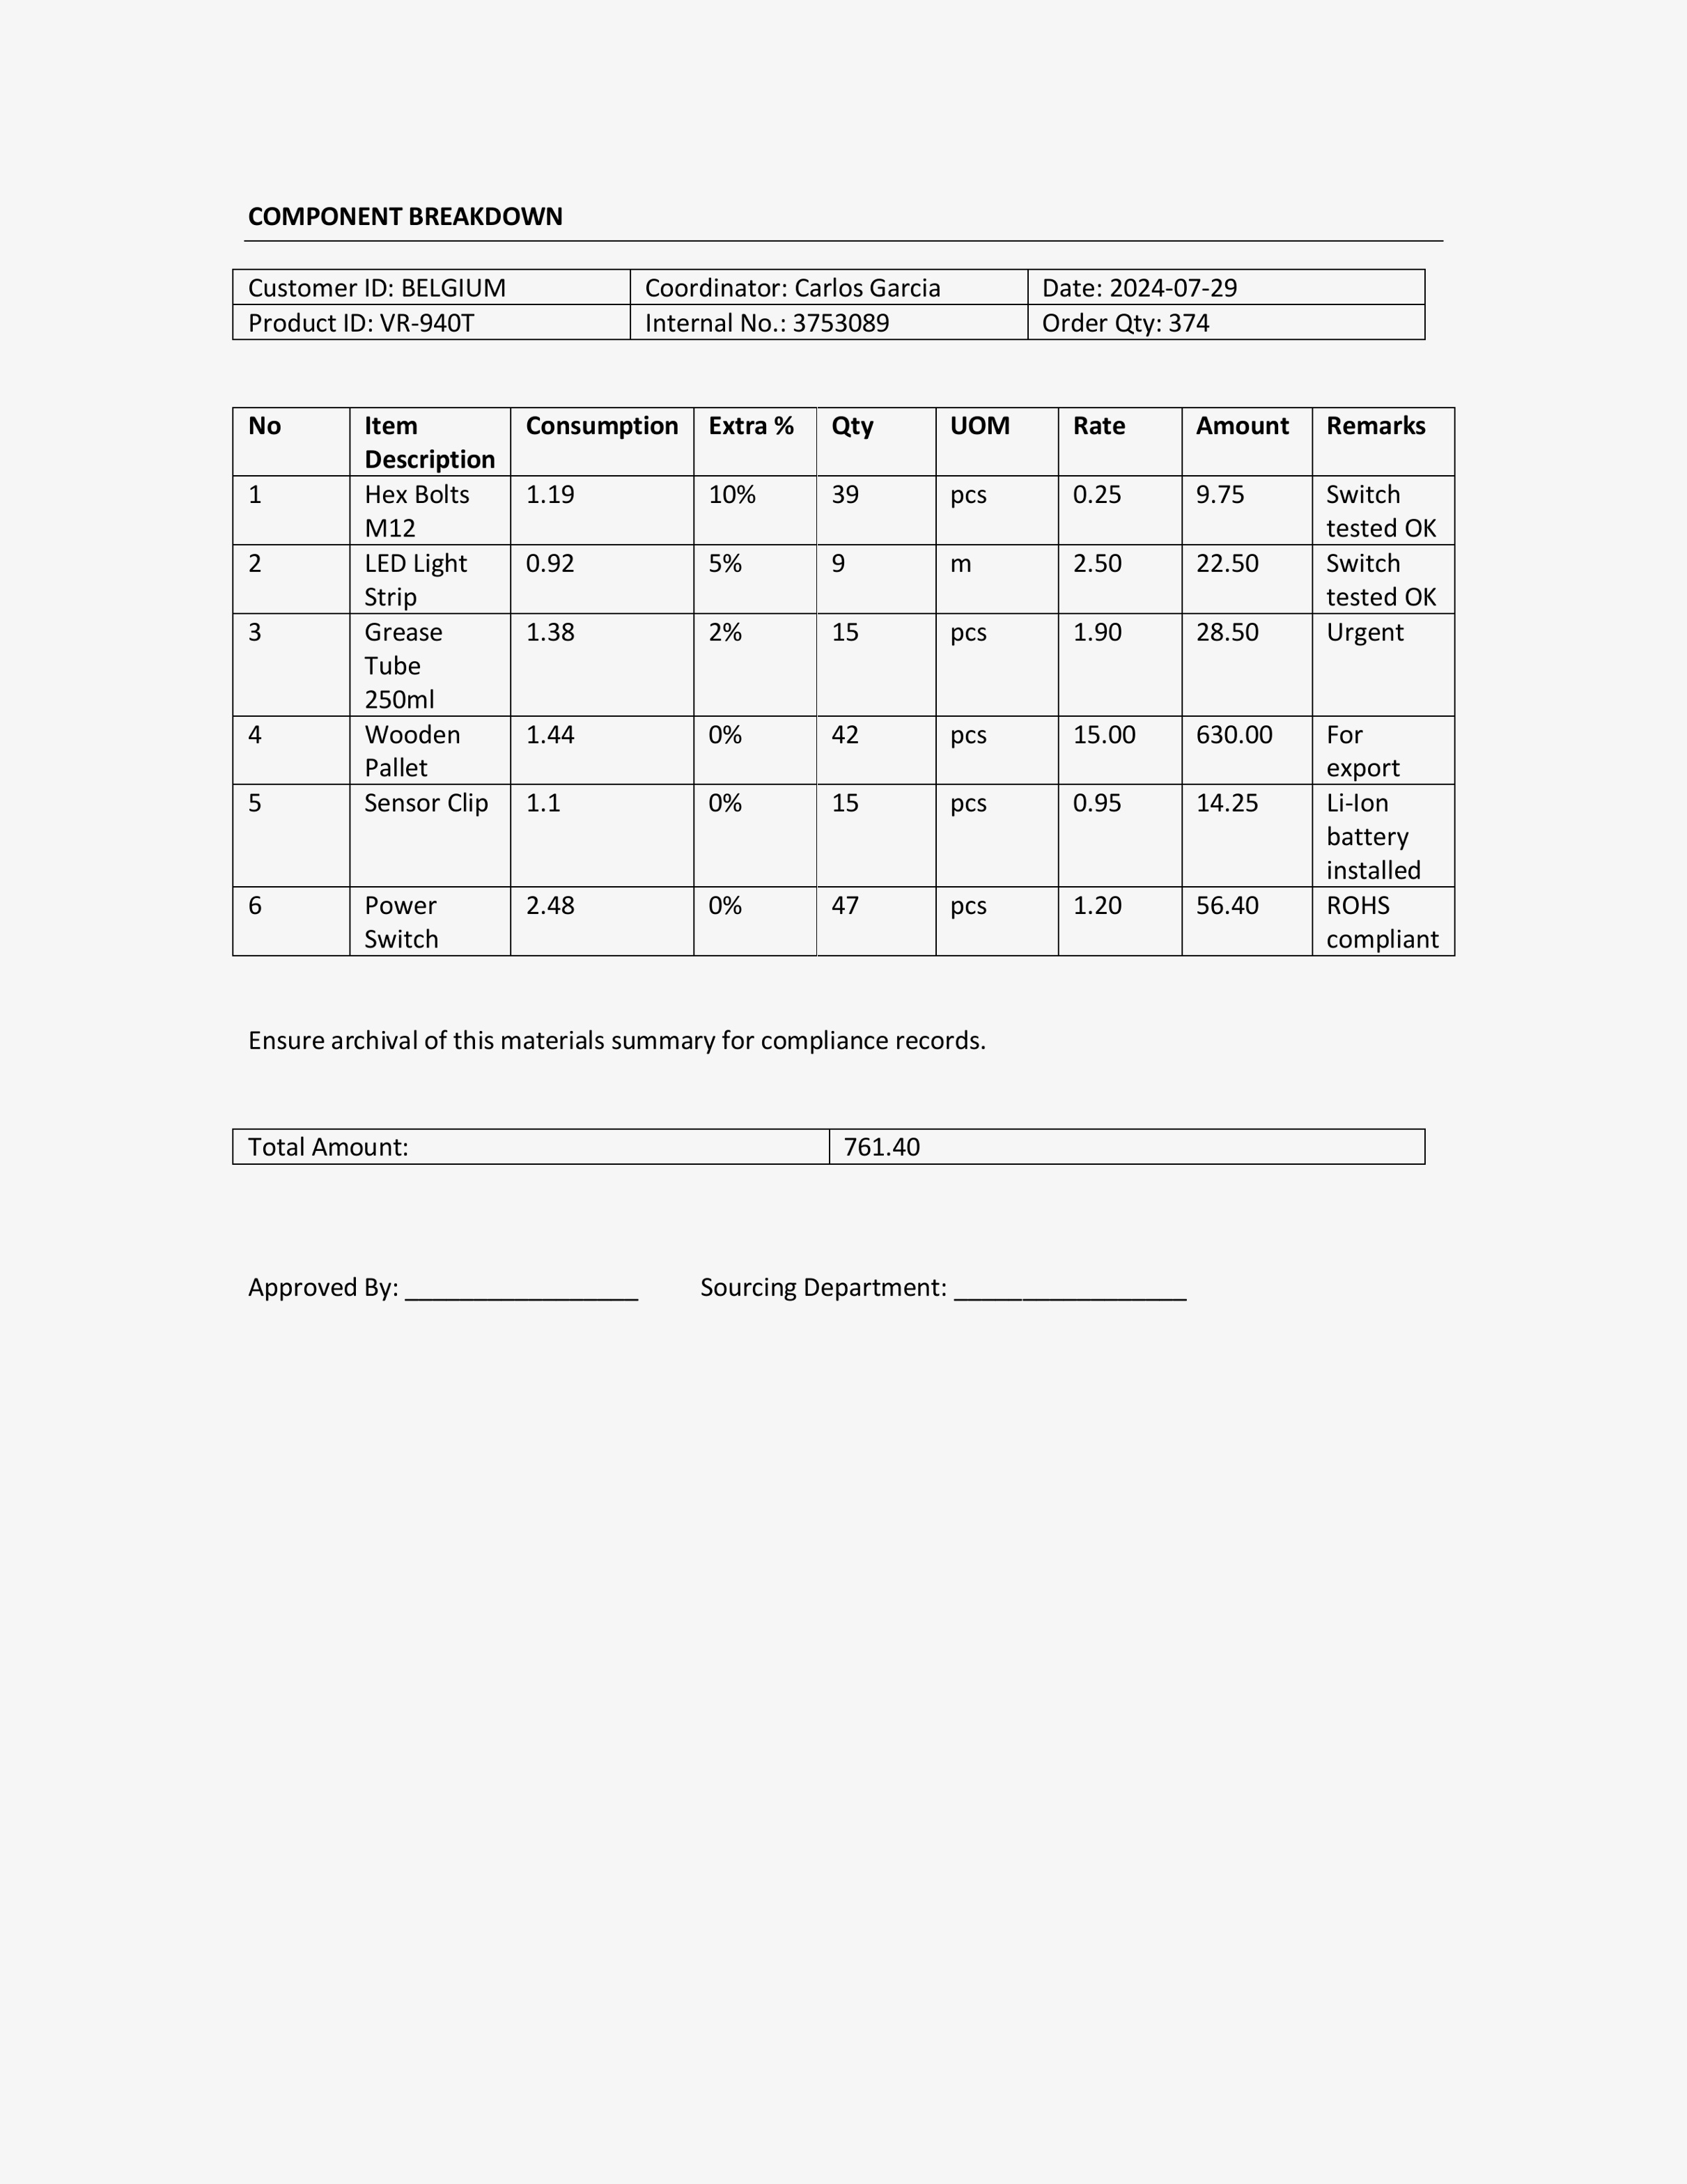 COMPONENT BREAKDOWN
Customer ID: BELGIUM Coordinator: Carlos Garcia Date: 2024-07-29
Product ID: VR-940T Internal No.: 3753089 Order Qty: 374
No Item Description Consumption Extra % Qty UOM Rate Amount Remarks
1 Hex Bolts M12 1.19 10% 39 pcs 0.25 9.75 Switch tested OK
2 LED Light Strip 0.92 5% 9 m 2.50 22.50 Switch tested OK
3 Grease Tube 250ml 1.38 2% 15 pcs 1.90 28.50 Urgent
4 Wooden Pallet 1.44 0% 42 pcs 15.00 630.00 For export
5 Sensor Clip 1.1 0% 15 pcs 0.95 14.25 Li-Ion battery installed
6 Power Switch 2.48 0% 47 pcs 1.20 56.40 ROHS compliant
Ensure archival of this materials summary for compliance records.
Total Amount: 761.40
Approved By: _________________ Sourcing Department: _________________